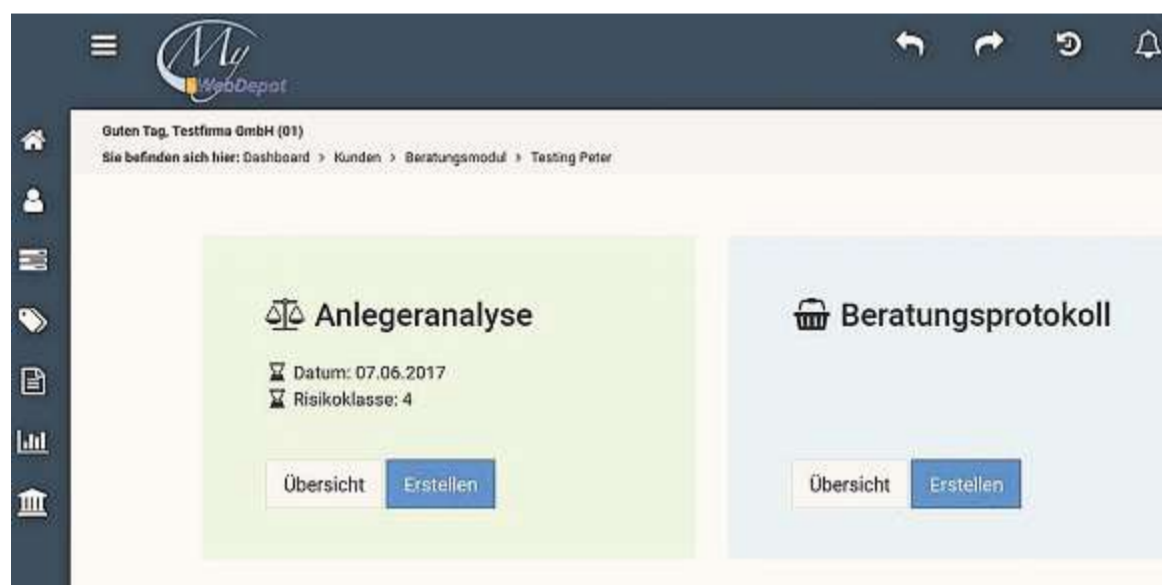 My
WebDepot
Guten Tag, Testfirma GmbH (01)
Sie befinden sich hier: Dashboard > Kunden > Beratungsmodul > Testing Peter
Anlegeranalyse
Datum: 07.06.2017
Risikoklasse: 4
Übersicht Erstellen
Beratungsprotokoll
Übersicht Erstellen